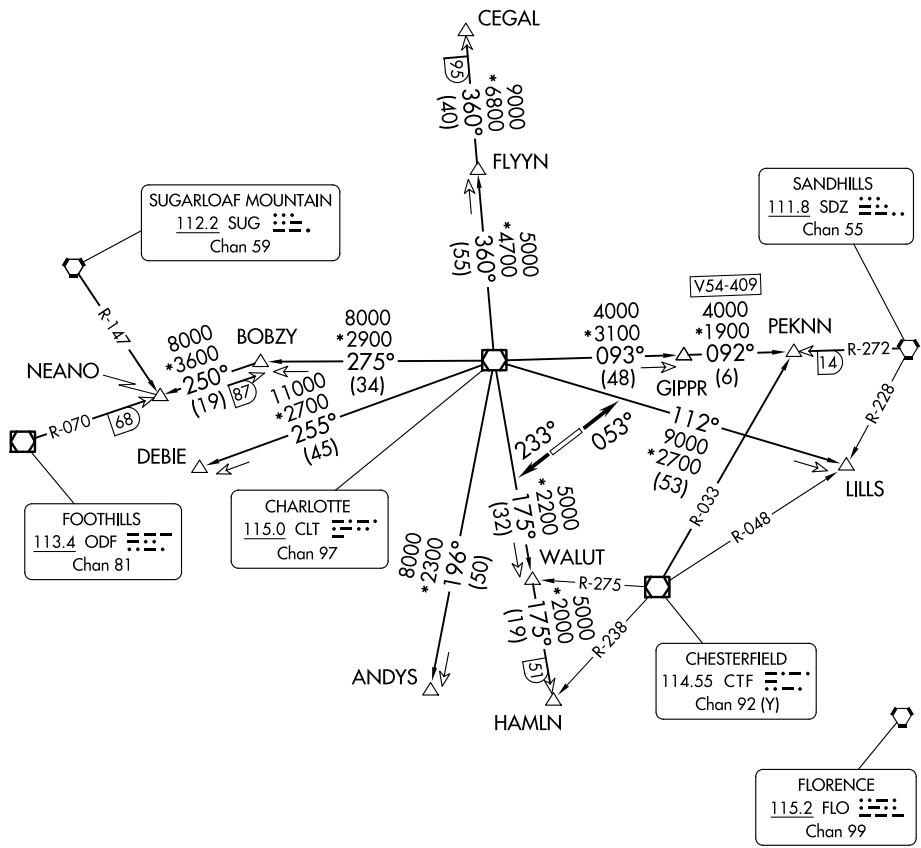 CEGAL
95
9000
*6800
360°
(40)
FLYYN
SUGARLOAF MOUNTAIN
112.2 SUG
Chan 59
SANDHILLS
111.8 SDZ
Chan 55
5000
*4700
360°
(55)
R-147
V54-409
NEANO
8000
*3600
250°
(19)
BOBZY
87
8000
*2900
275°
(34)
4000
*3100
093°
(48)
GIPPR
4000
*1900
092°
(6)
PEKNN
14
R-272
R-228
R-070
68
11000
*2700
255°
(45)
DEBIE
233°
053°
112°
9000
*2700
(53)
LILLS
FOOTHILLS
113.4 ODF
Chan 81
CHARLOTTE
115.0 CLT
Chan 97
5000
*2200
175°
(32)
R-033
R-048
8000
*2300
196°
(50)
WALUT
R-275
5000
*2000
175°
(19)
R-238
51
ANDYS
HAMLN
CHESTERFIELD
114.55 CTF
Chan 92 (Y)
FLORENCE
115.2 FLO
Chan 99